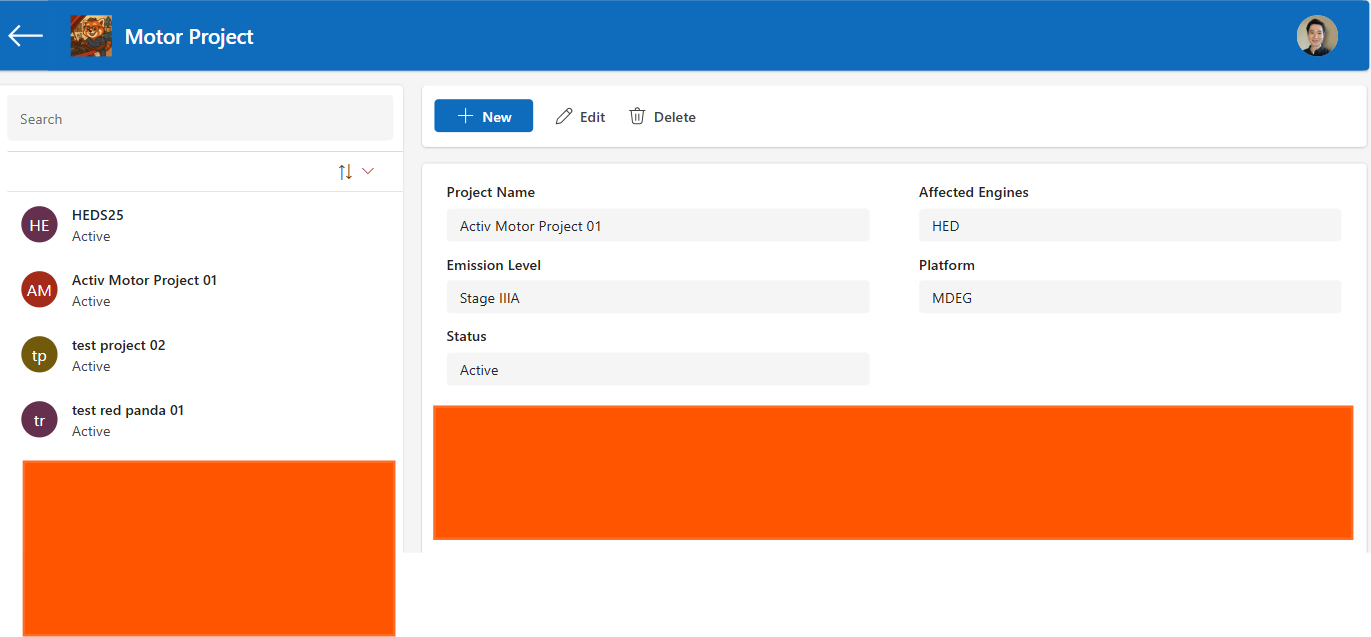 Motor Project
Search
HE
HEDS25
Active
AM
Activ Motor Project 01
Active
tp
test project 02
Active
tr
test red panda 01
Active
New
Edit
Delete
Project Name
Affected Engines
Activ Motor Project 01
HED
Emission Level
Platform
Stage IIIA
MDEG
Status
Active